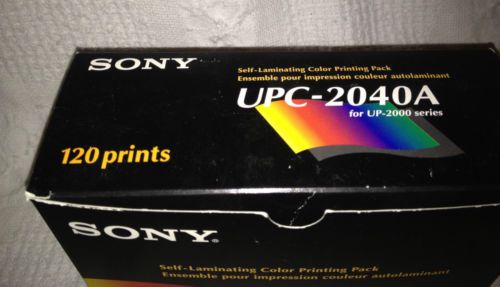 SONY
Self-Laminating Color Printing Pack
Ensemble pour impression couleur autolaminant
UPC-2040A
for UP-2000 series
120 prints
SONY®
Self-Laminating Color Printing Pack
Ensemble pour impression couleur autolaminant